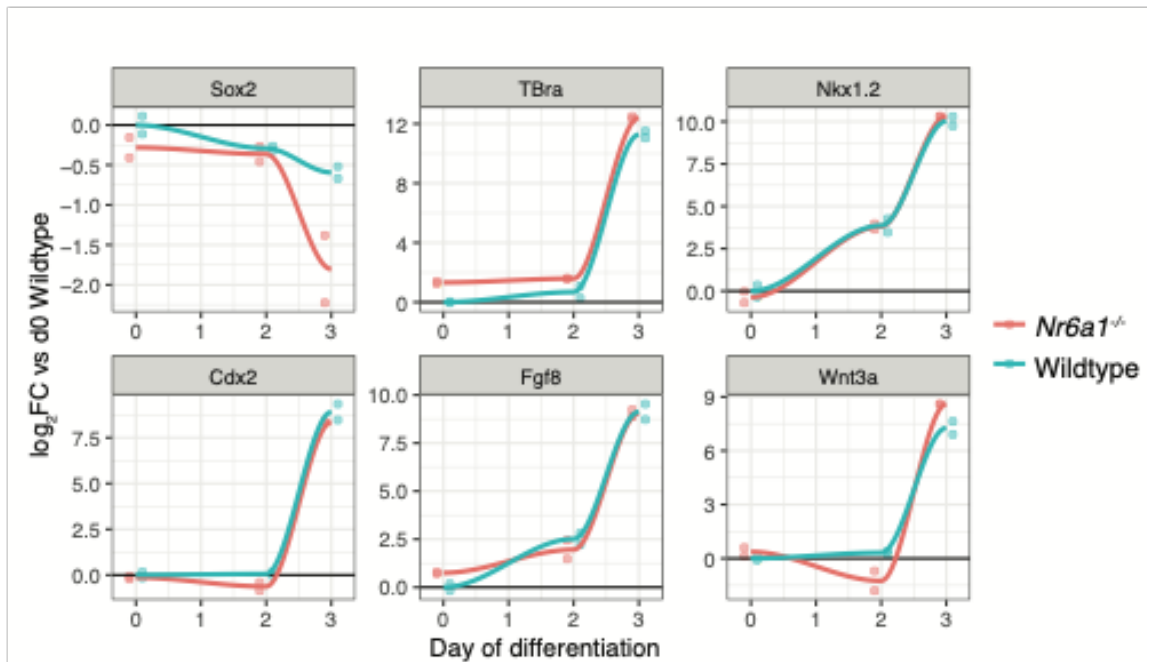 Sox2
TBra
Nkx1.2
0.0
−0.5
−1.0
−1.5
−2.0
0 1 2 3
12
8
4
0
0 1 2 3
10.0
7.5
5.0
2.5
0.0
0 1 2 3
Cdx2
Fgf8
Wnt3a
7.5
5.0
2.5
0.0
0 1 2 3
10.0
7.5
5.0
2.5
0.0
0 1 2 3
9
6
3
0
0 1 2 3
log₂FC vs d0 Wildtype
Day of differentiation
Nr6a1⁻/⁻
Wildtype